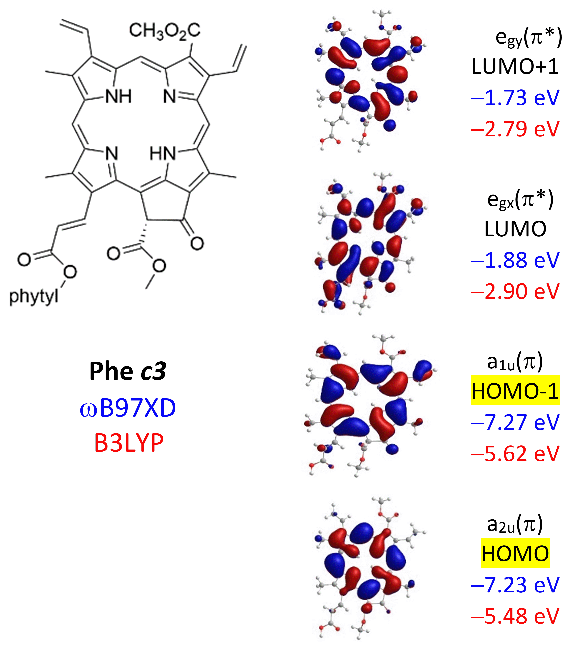 CH₃O₂C
NH
N
N
HN
O
O
O
O
O
phytyl
Phe c3
ωB97XD
B3LYP
e_gy(π*)
LUMO+1
−1.73 eV
−2.79 eV
e_gx(π*)
LUMO
−1.88 eV
−2.90 eV
a₁ᵤ(π)
HOMO-1
−7.27 eV
−5.62 eV
a₂ᵤ(π)
HOMO
−7.23 eV
−5.48 eV